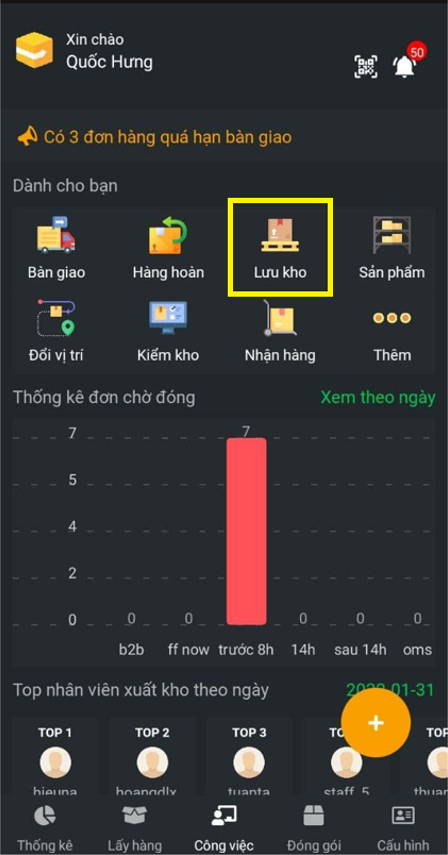 Xin chào
Quốc Hưng
50
Có 3 đơn hàng quá hạn bàn giao
Dành cho bạn
Bàn giao
Hàng hoàn
Lưu kho
Sản phẩm
Đổi vị trí
Kiểm kho
Nhận hàng
Thêm
Thống kê đơn chờ đóng
Xem theo ngày
7
7
5
4
2
0
0
0
0
0
0
b2b
ff now
trước 8h
14h
sau 14h
oms
Top nhân viên xuất kho theo ngày
01-31
+
TOP 1
TOP 2
TOP 3
hieuna
hoangdlx
tuanta
staff_5
Thống kê
Lấy hàng
Công việc
Đóng gói
Cấu hình